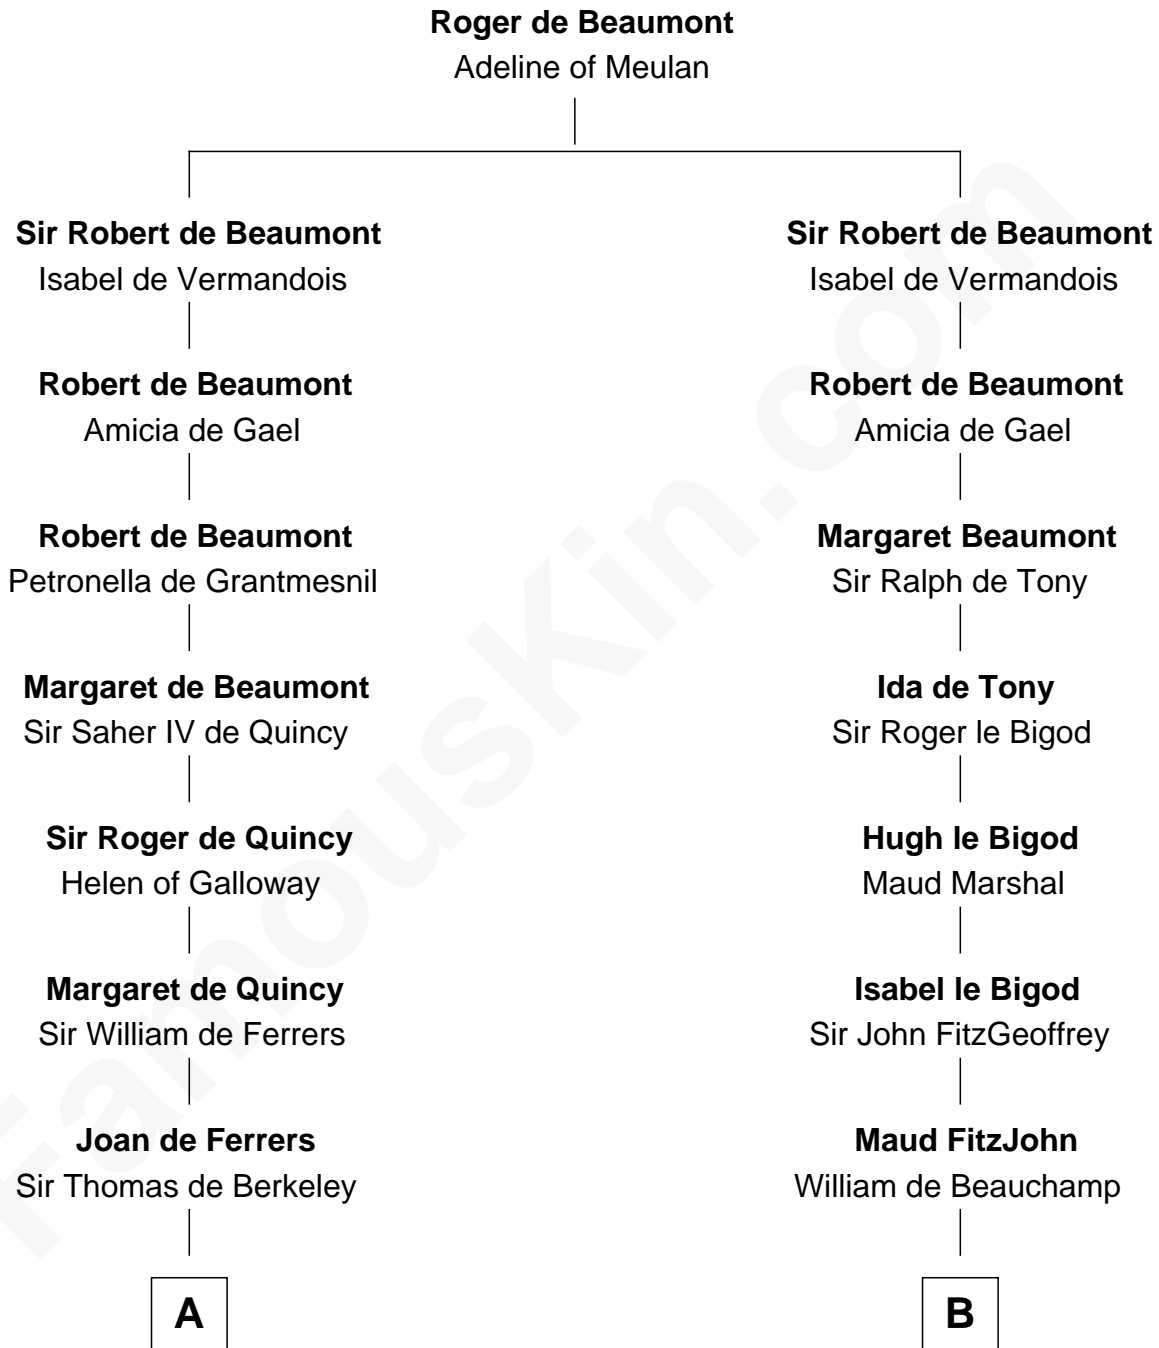 Roger de Beaumont
Adeline of Meulan
Sir Robert de Beaumont
Isabel de Vermandois
Sir Robert de Beaumont
Isabel de Vermandois
Robert de Beaumont
Amicia de Gael
Robert de Beaumont
Amicia de Gael
Robert de Beaumont
Petronella de Grantmesnil
Margaret Beaumont
Sir Ralph de Tony
Margaret de Beaumont
Sir Saher IV de Quincy
Ida de Tony
Sir Roger le Bigod
Sir Roger de Quincy
Helen of Galloway
Hugh le Bigod
Maud Marshal
Margaret de Quincy
Sir William de Ferrers
Isabel le Bigod
Sir John FitzGeoffrey
Joan de Ferrers
Sir Thomas de Berkeley
Maud FitzJohn
William de Beauchamp
A
B
FamousKin.com